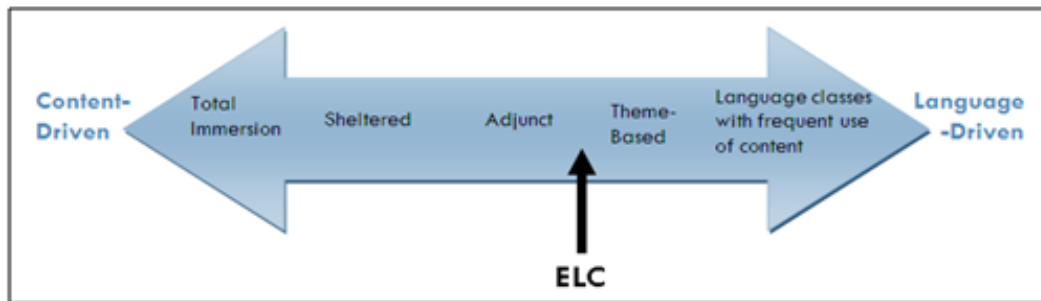 Content-
Driven
Total
Immersion
Sheltered
Adjunct
Theme-
Based
Language classes
with frequent use
of content
Language
-Driven
ELC